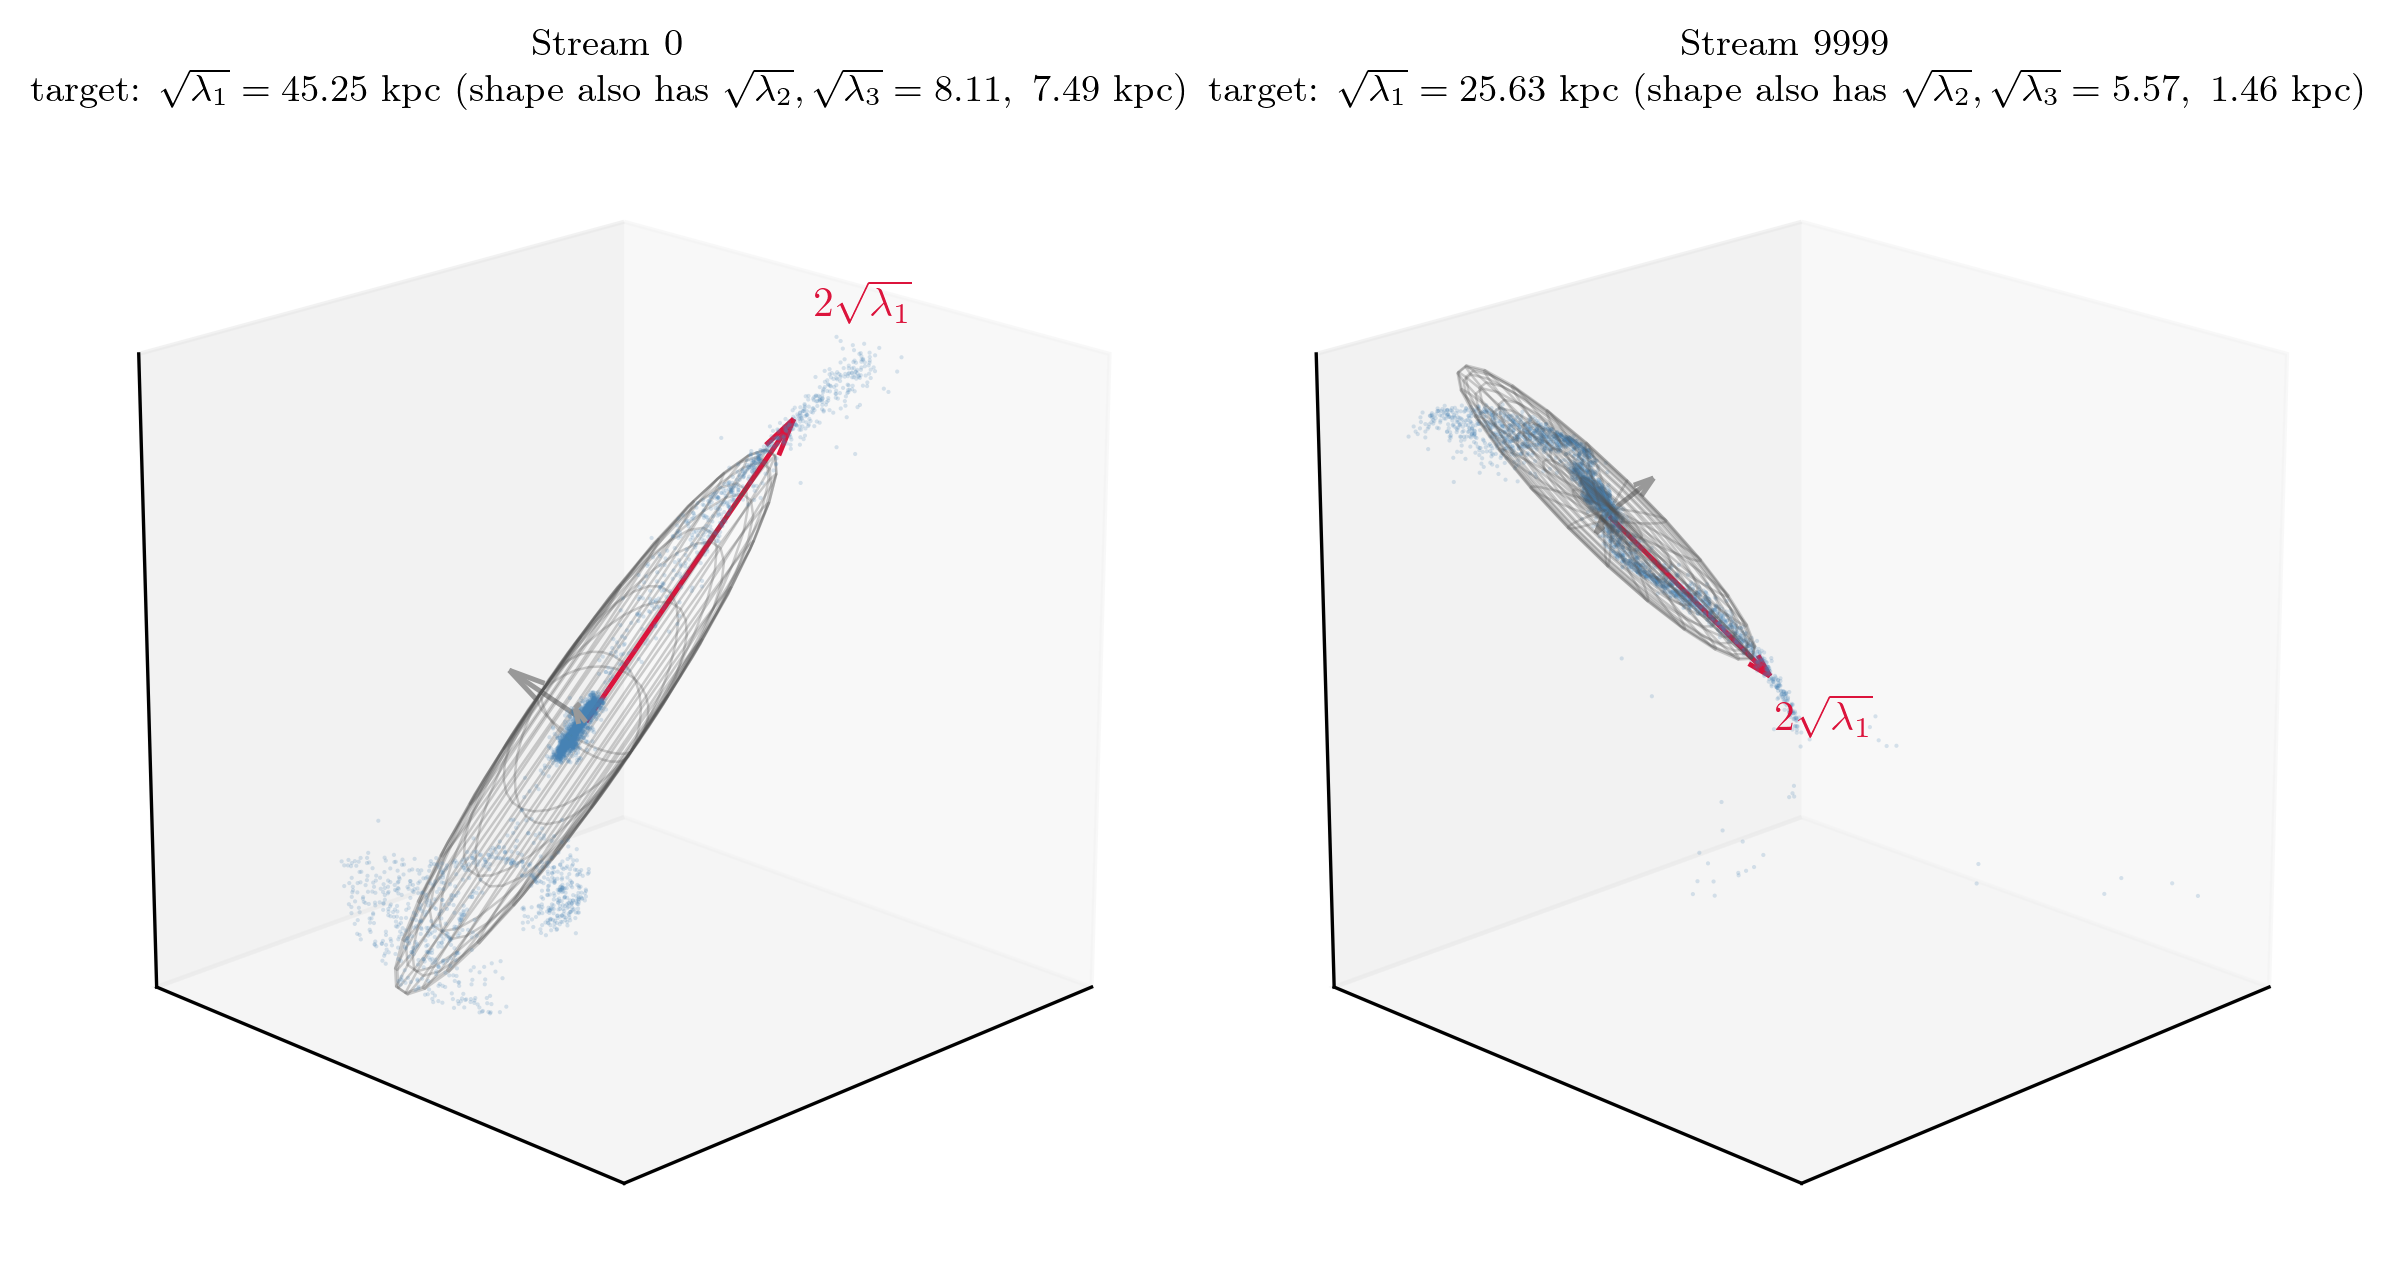 Stream 0
target: √λ₁ = 45.25 kpc (shape also has √λ₂, √λ₃ = 8.11, 7.49 kpc)
2√λ₁
Stream 9999
target: √λ₁ = 25.63 kpc (shape also has √λ₂, √λ₃ = 5.57, 1.46 kpc)
2√λ₁